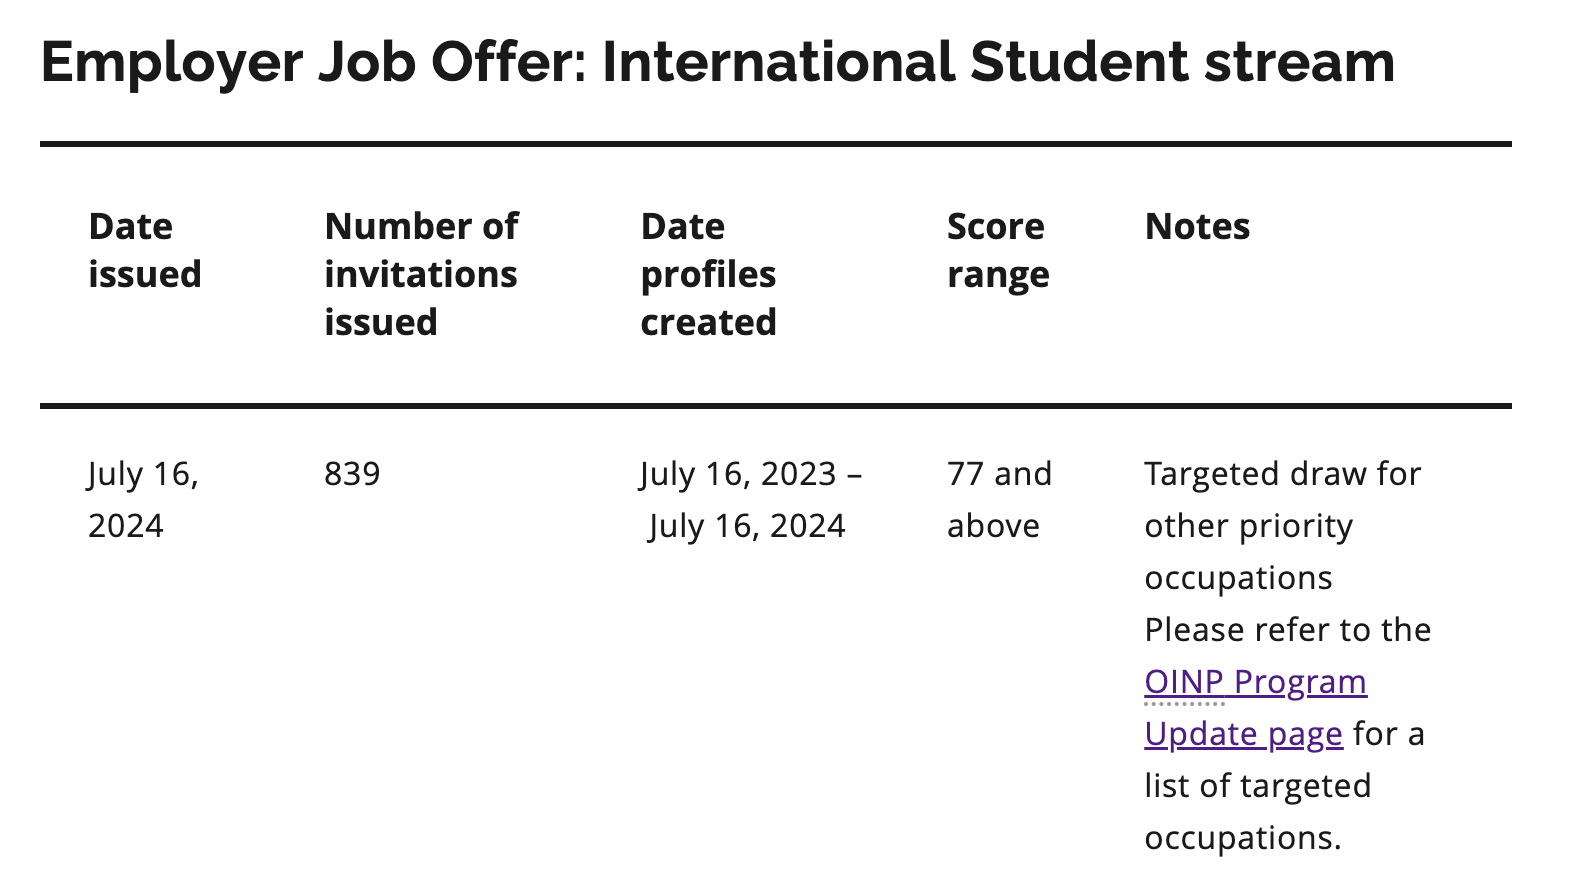 Employer Job Offer: International Student stream
Date issued
Number of invitations issued
Date profiles created
Score range
Notes
July 16, 2024
839
July 16, 2023 –
July 16, 2024
77 and above
Targeted draw for
other priority
occupations
Please refer to the
OINP Program
Update page for a
list of targeted
occupations.